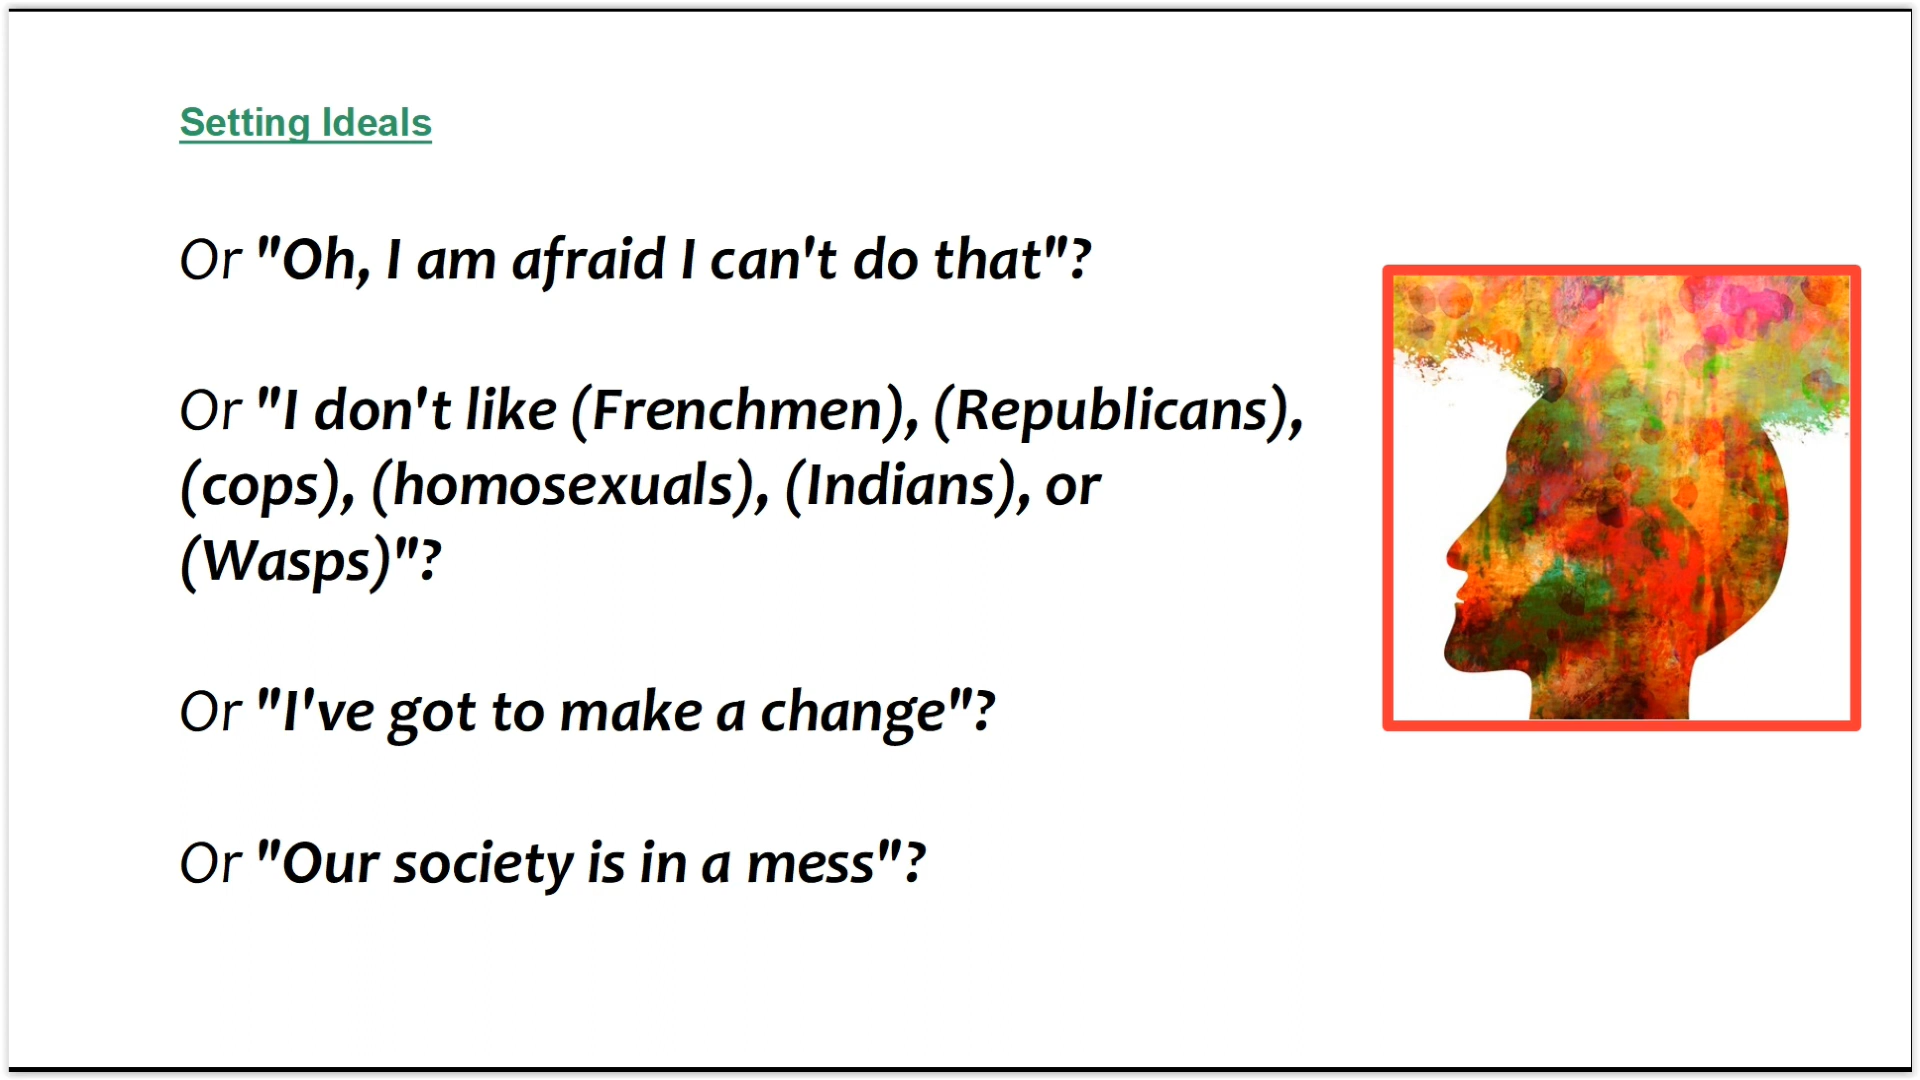 Setting Ideals
Or "Oh, I am afraid I can't do that"?
Or "I don't like (Frenchmen), (Republicans),
(cops), (homosexuals), (Indians), or
(Wasps)"?
Or "I've got to make a change"?
Or "Our society is in a mess"?